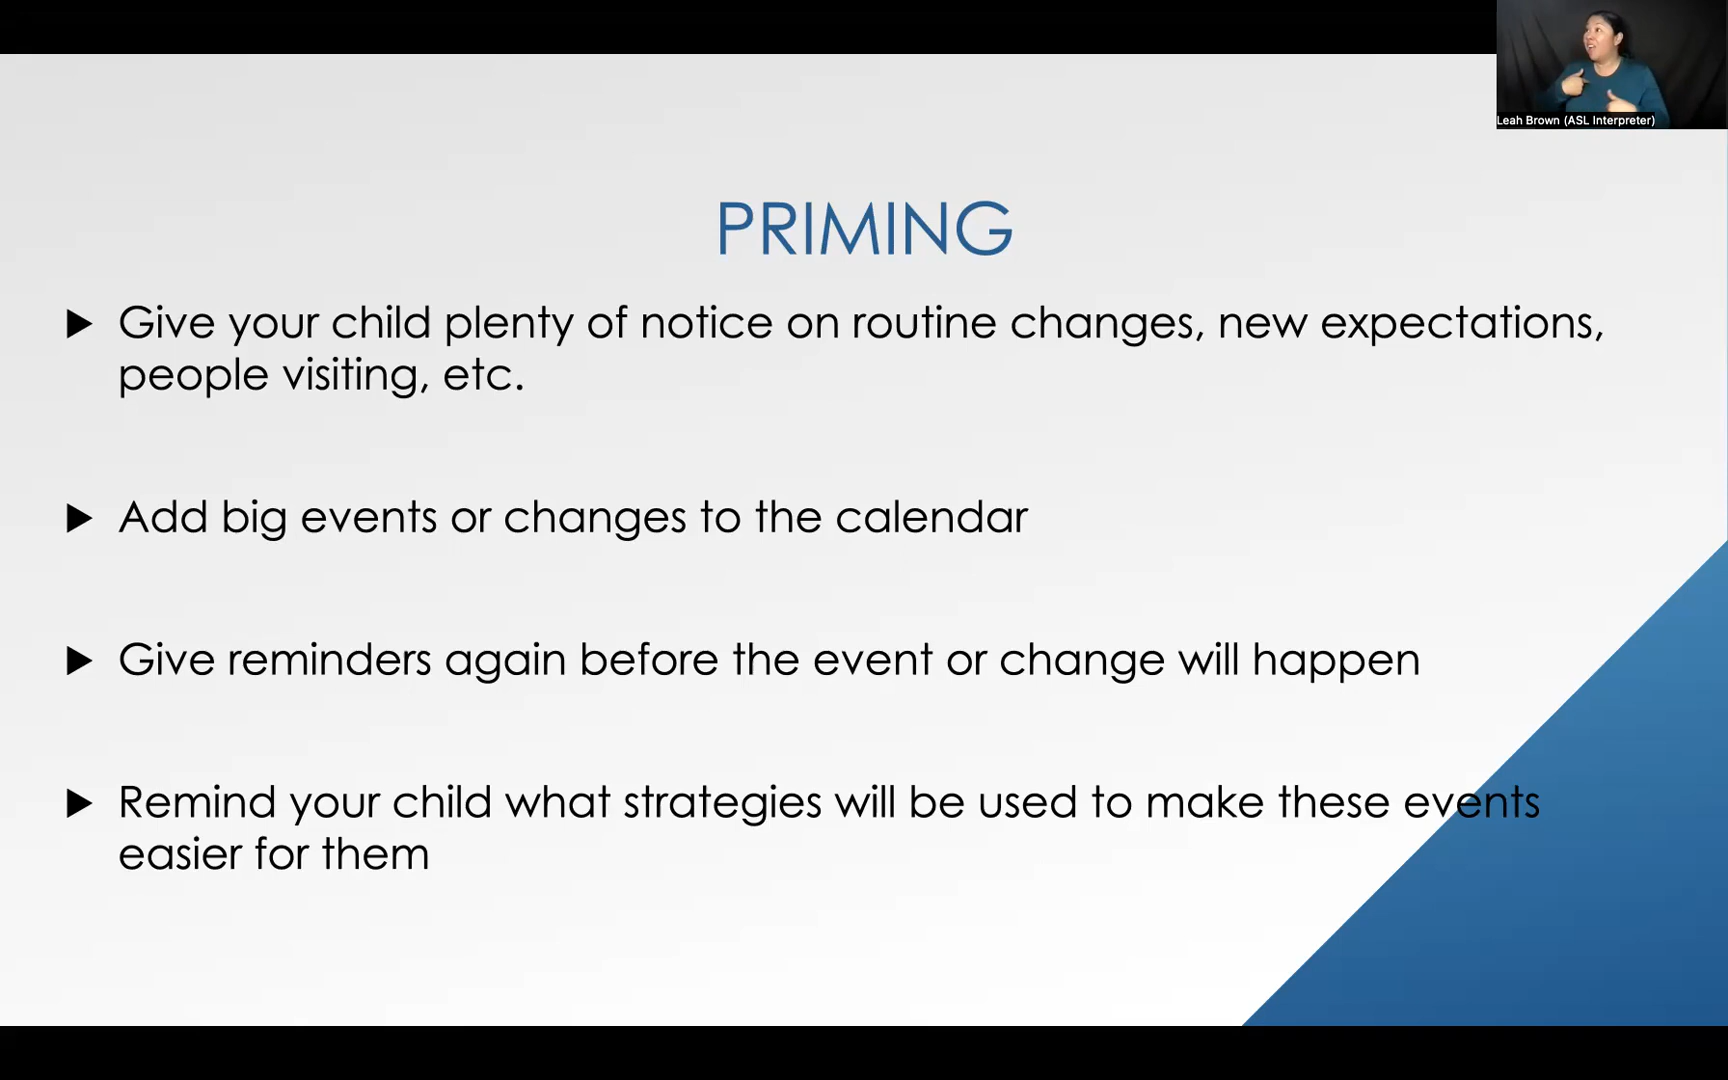 Leah Brown (ASL Interpreter)
PRIMING
Give your child plenty of notice on routine changes, new expectations,
people visiting, etc.
Add big events or changes to the calendar
Give reminders again before the event or change will happen
Remind your child what strategies will be used to make these events
easier for them